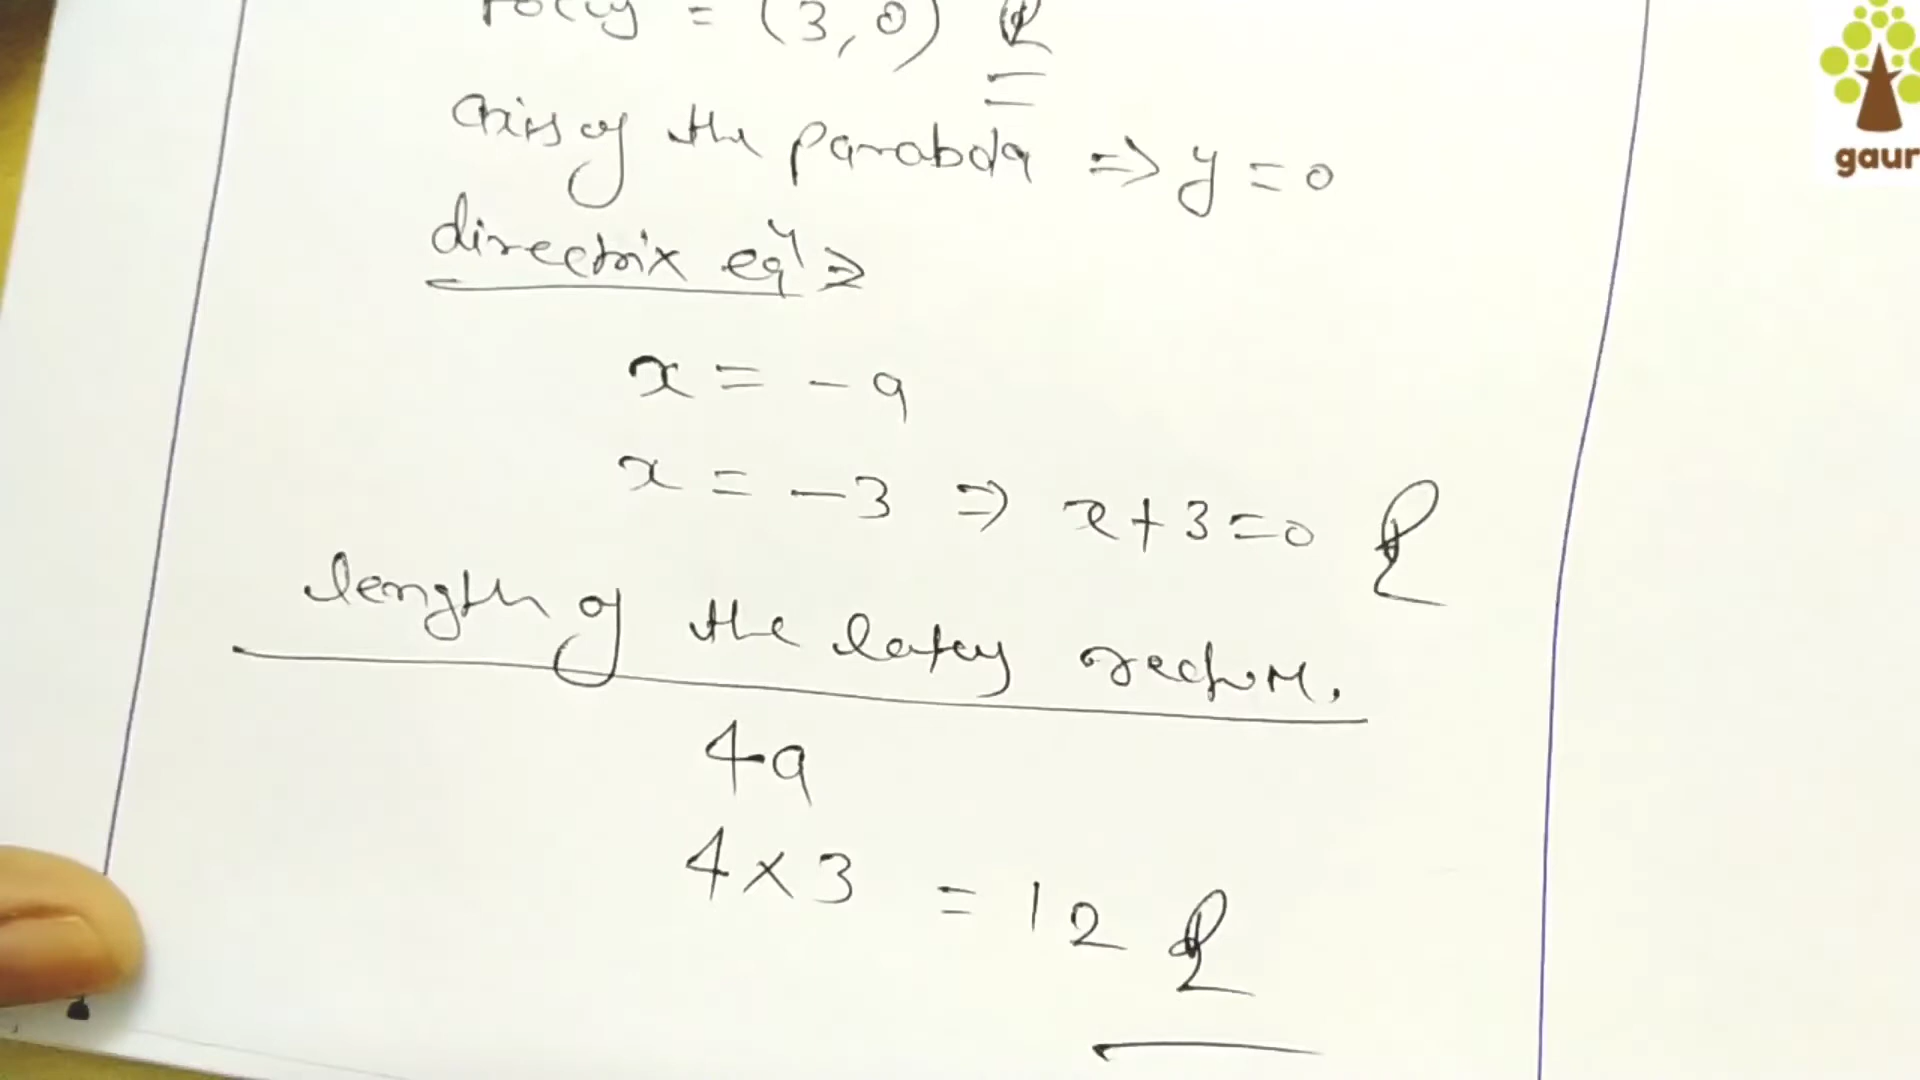 focus = (3,0)
axis of the parabola => y = 0
directrix eqn =>
x = -a
x = -3 => x+3=0
length of the latus rectum.
4a
4 x 3 = 12
gaur